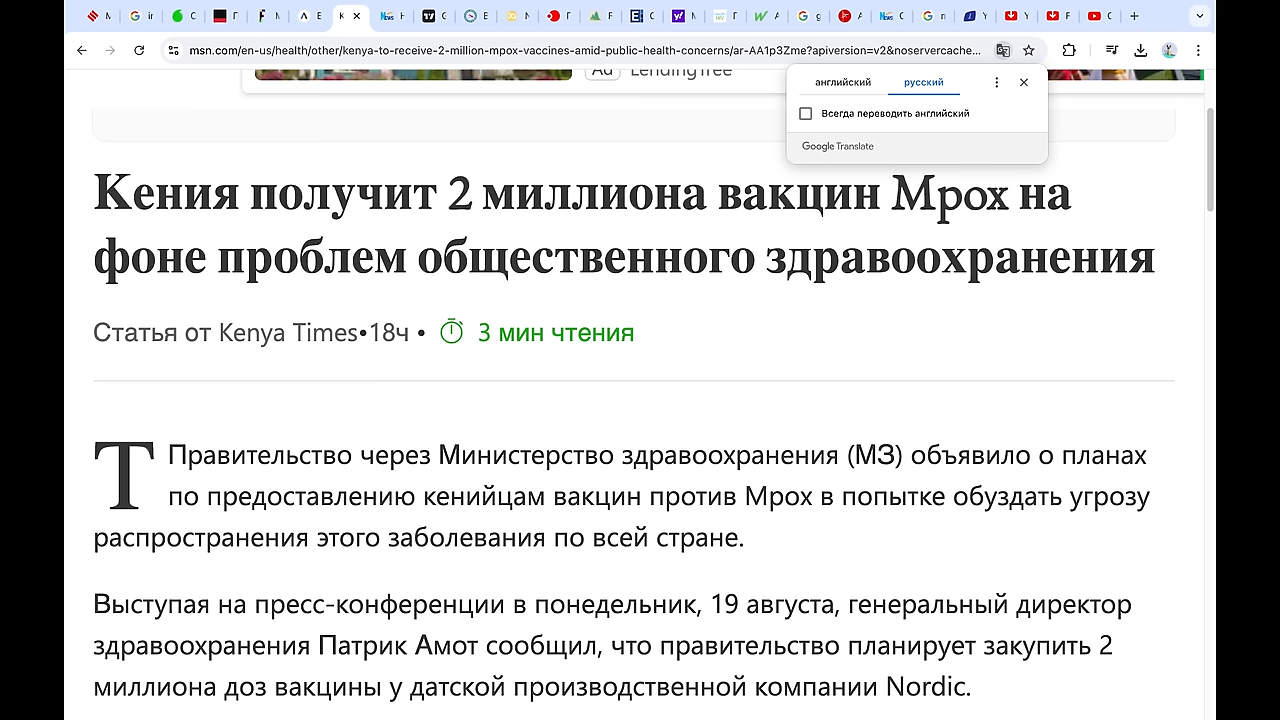 msn.com/en-us/health/other/kenya-to-receive-2-million-mpox-vaccines-amid-public-health-concerns/ar-AA1p3Zme?apiversion=v2&noservercache...
Ad LendingTree
английский русский
Всегда переводить английский
Google Translate
Кения получит 2 миллиона вакцин Mpox на
фоне проблем общественного здравоохранения
Статья от Kenya Times•18ч • 3 мин чтения
T Правительство через Министерство здравоохранения (МЗ) объявило о планах
по предоставлению кенийцам вакцин против Mpox в попытке обуздать угрозу
распространения этого заболевания по всей стране.
Выступая на пресс-конференции в понедельник, 19 августа, генеральный директор
здравоохранения Патрик Амот сообщил, что правительство планирует закупить 2
миллиона доз вакцины у датской производственной компании Nordic.